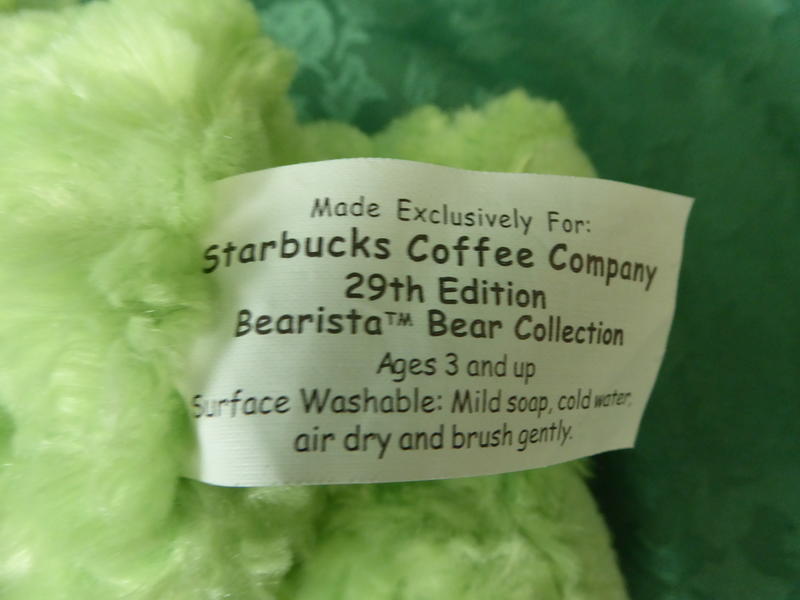 Made Exclusively For:
Starbucks Coffee Company
29th Edition
Bearista™ Bear Collection
Ages 3 and up
Surface Washable: Mild soap, cold water,
air dry and brush gently.